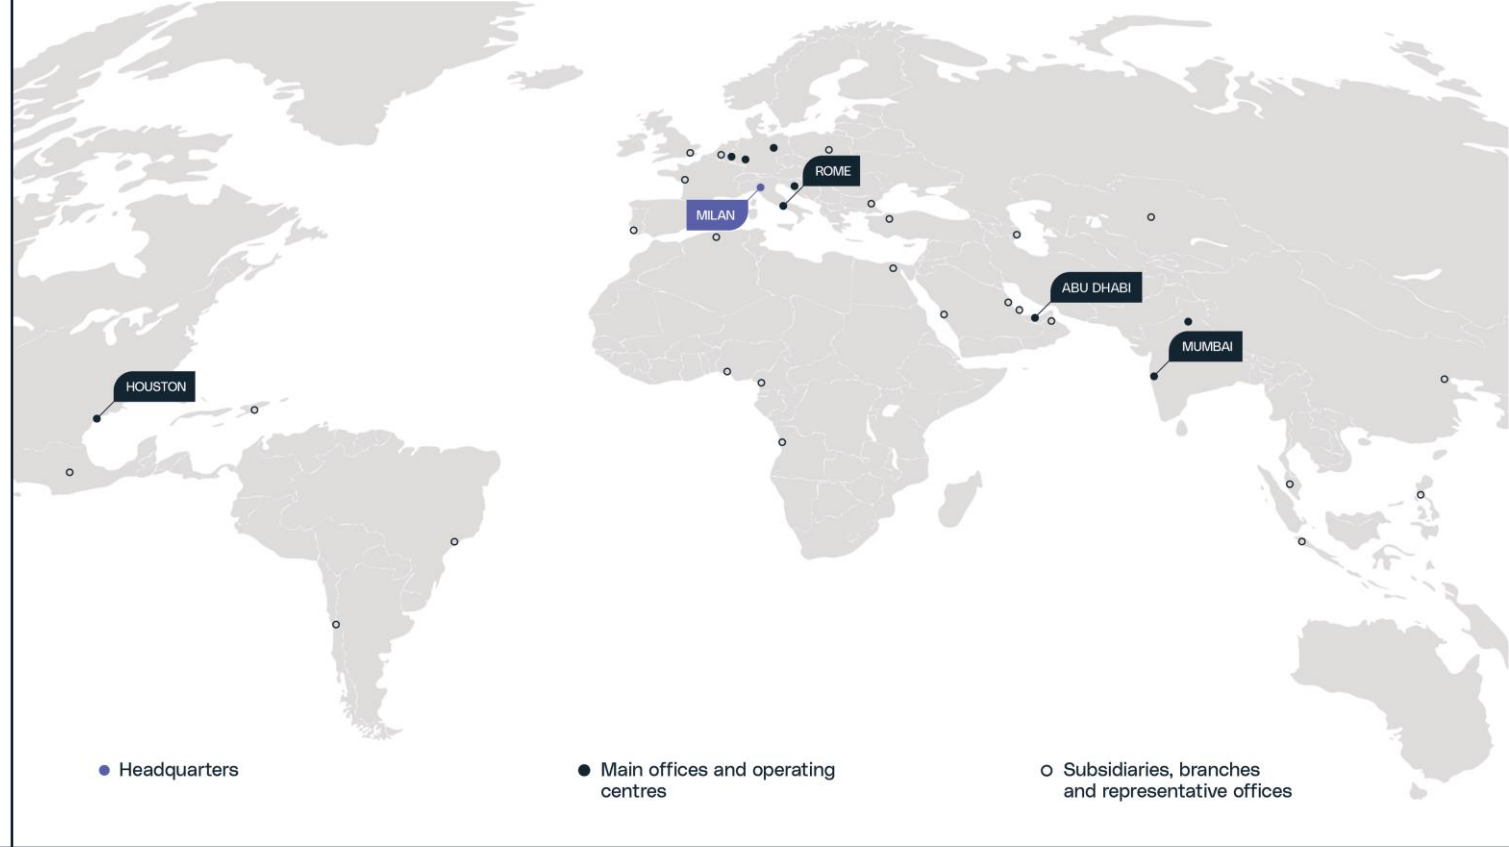 ROME
MILAN
ABU DHABI
MUMBAI
HOUSTON
Headquarters
Main offices and operating
centres
Subsidiaries, branches
and representative offices